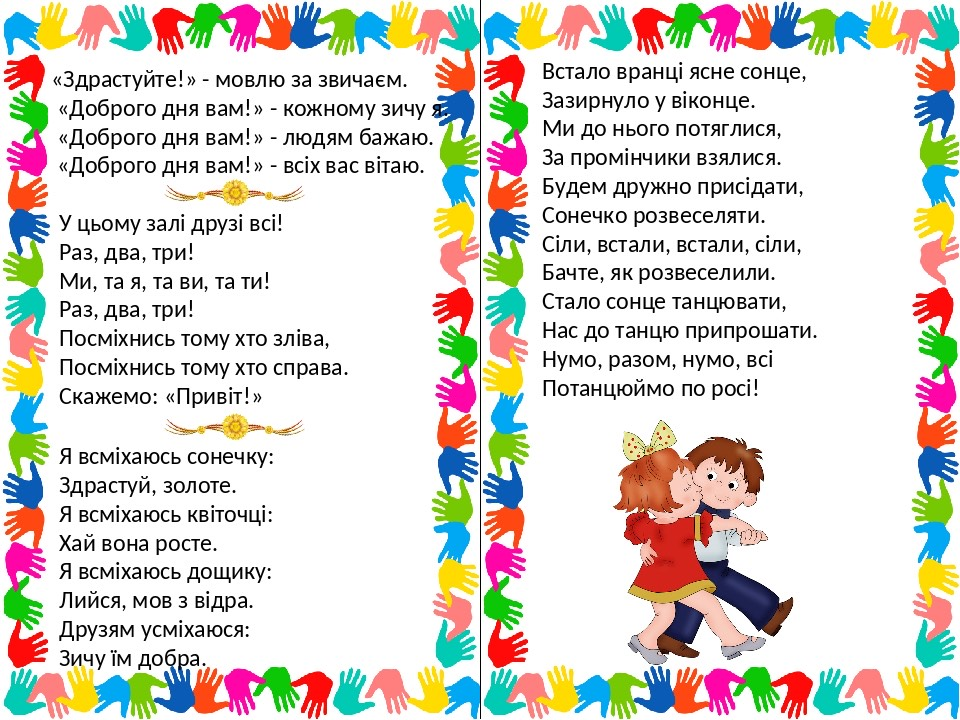 «Здрастуйте!» - мовлю за звичаєм.
«Доброго дня вам!» - кожному зичу я.
«Доброго дня вам!» - людям бажаю.
«Доброго дня вам!» - всіх вас вітаю.
У цьому залі друзі всі!
Раз, два, три!
Ми, та я, та ви, та ти!
Раз, два, три!
Посміхнись тому хто зліва,
Посміхнись тому хто справа.
Скажемо: «Привіт!»
Я всміхаюсь сонечку:
Здрастуй, золоте.
Я всміхаюсь квіточці:
Хай вона росте.
Я всміхаюсь дощику:
Лийся, мов з відра.
Друзям усміхаюся:
Зичу їм добра.
Встало вранці ясне сонце,
Зазирнуло у віконце.
Ми до нього потяглися,
За промінчики взялися.
Будем дружно присідати,
Сонечко розвеселяти.
Сіли, встали, встали, сіли,
Бачте, як розвеселили.
Стало сонце танцювати,
Нас до танцю припрошати.
Нумо, разом, нумо, всі
Потанцюймо по росі!